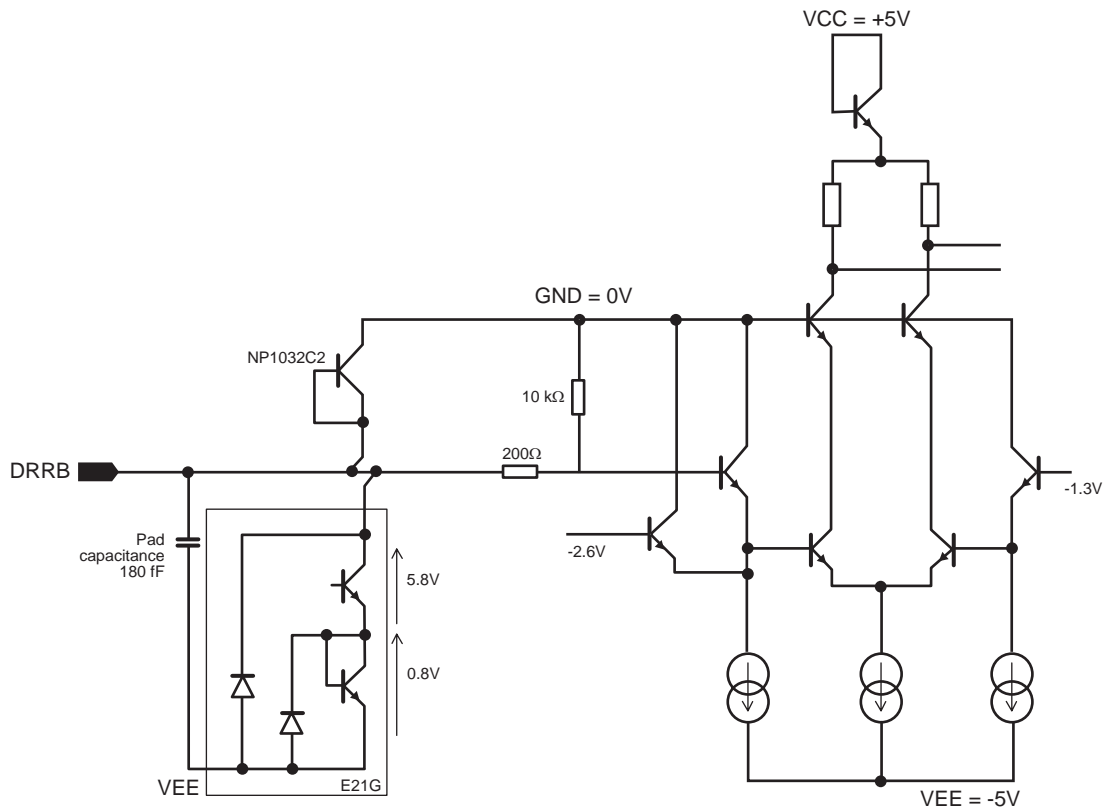 VCC = +5V
GND = 0V
NP1032C2
10 kΩ
200Ω
DRRB
-1.3V
Pad
capacitance
180 fF
-2.6V
5.8V
0.8V
VEE
E21G
VEE = -5V